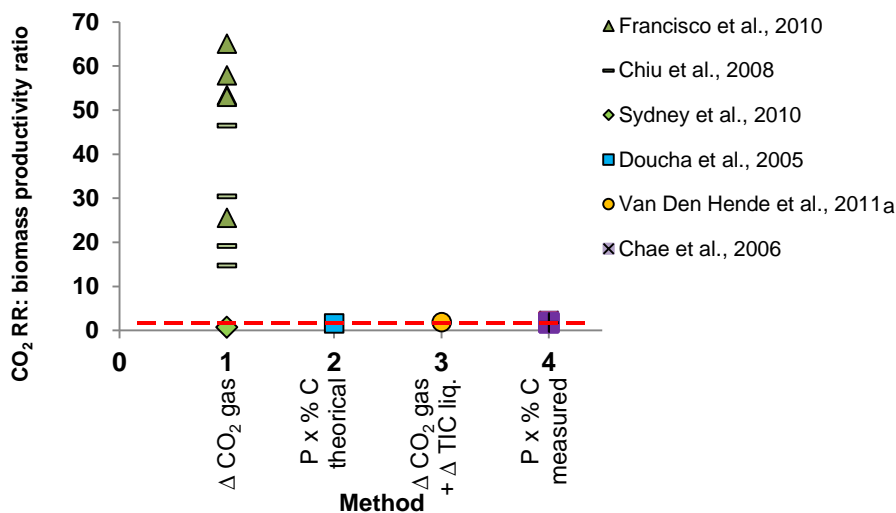 CO2 RR: biomass productivity ratio
70
60
50
40
30
20
10
0
0
1
2
3
4
Δ CO2 gas
P x % C
theorical
Δ CO2 gas
+ Δ TIC liq.
P x % C
measured
Method
Francisco et al., 2010
Chiu et al., 2008
Sydney et al., 2010
Doucha et al., 2005
Van Den Hende et al., 2011a
Chae et al., 2006